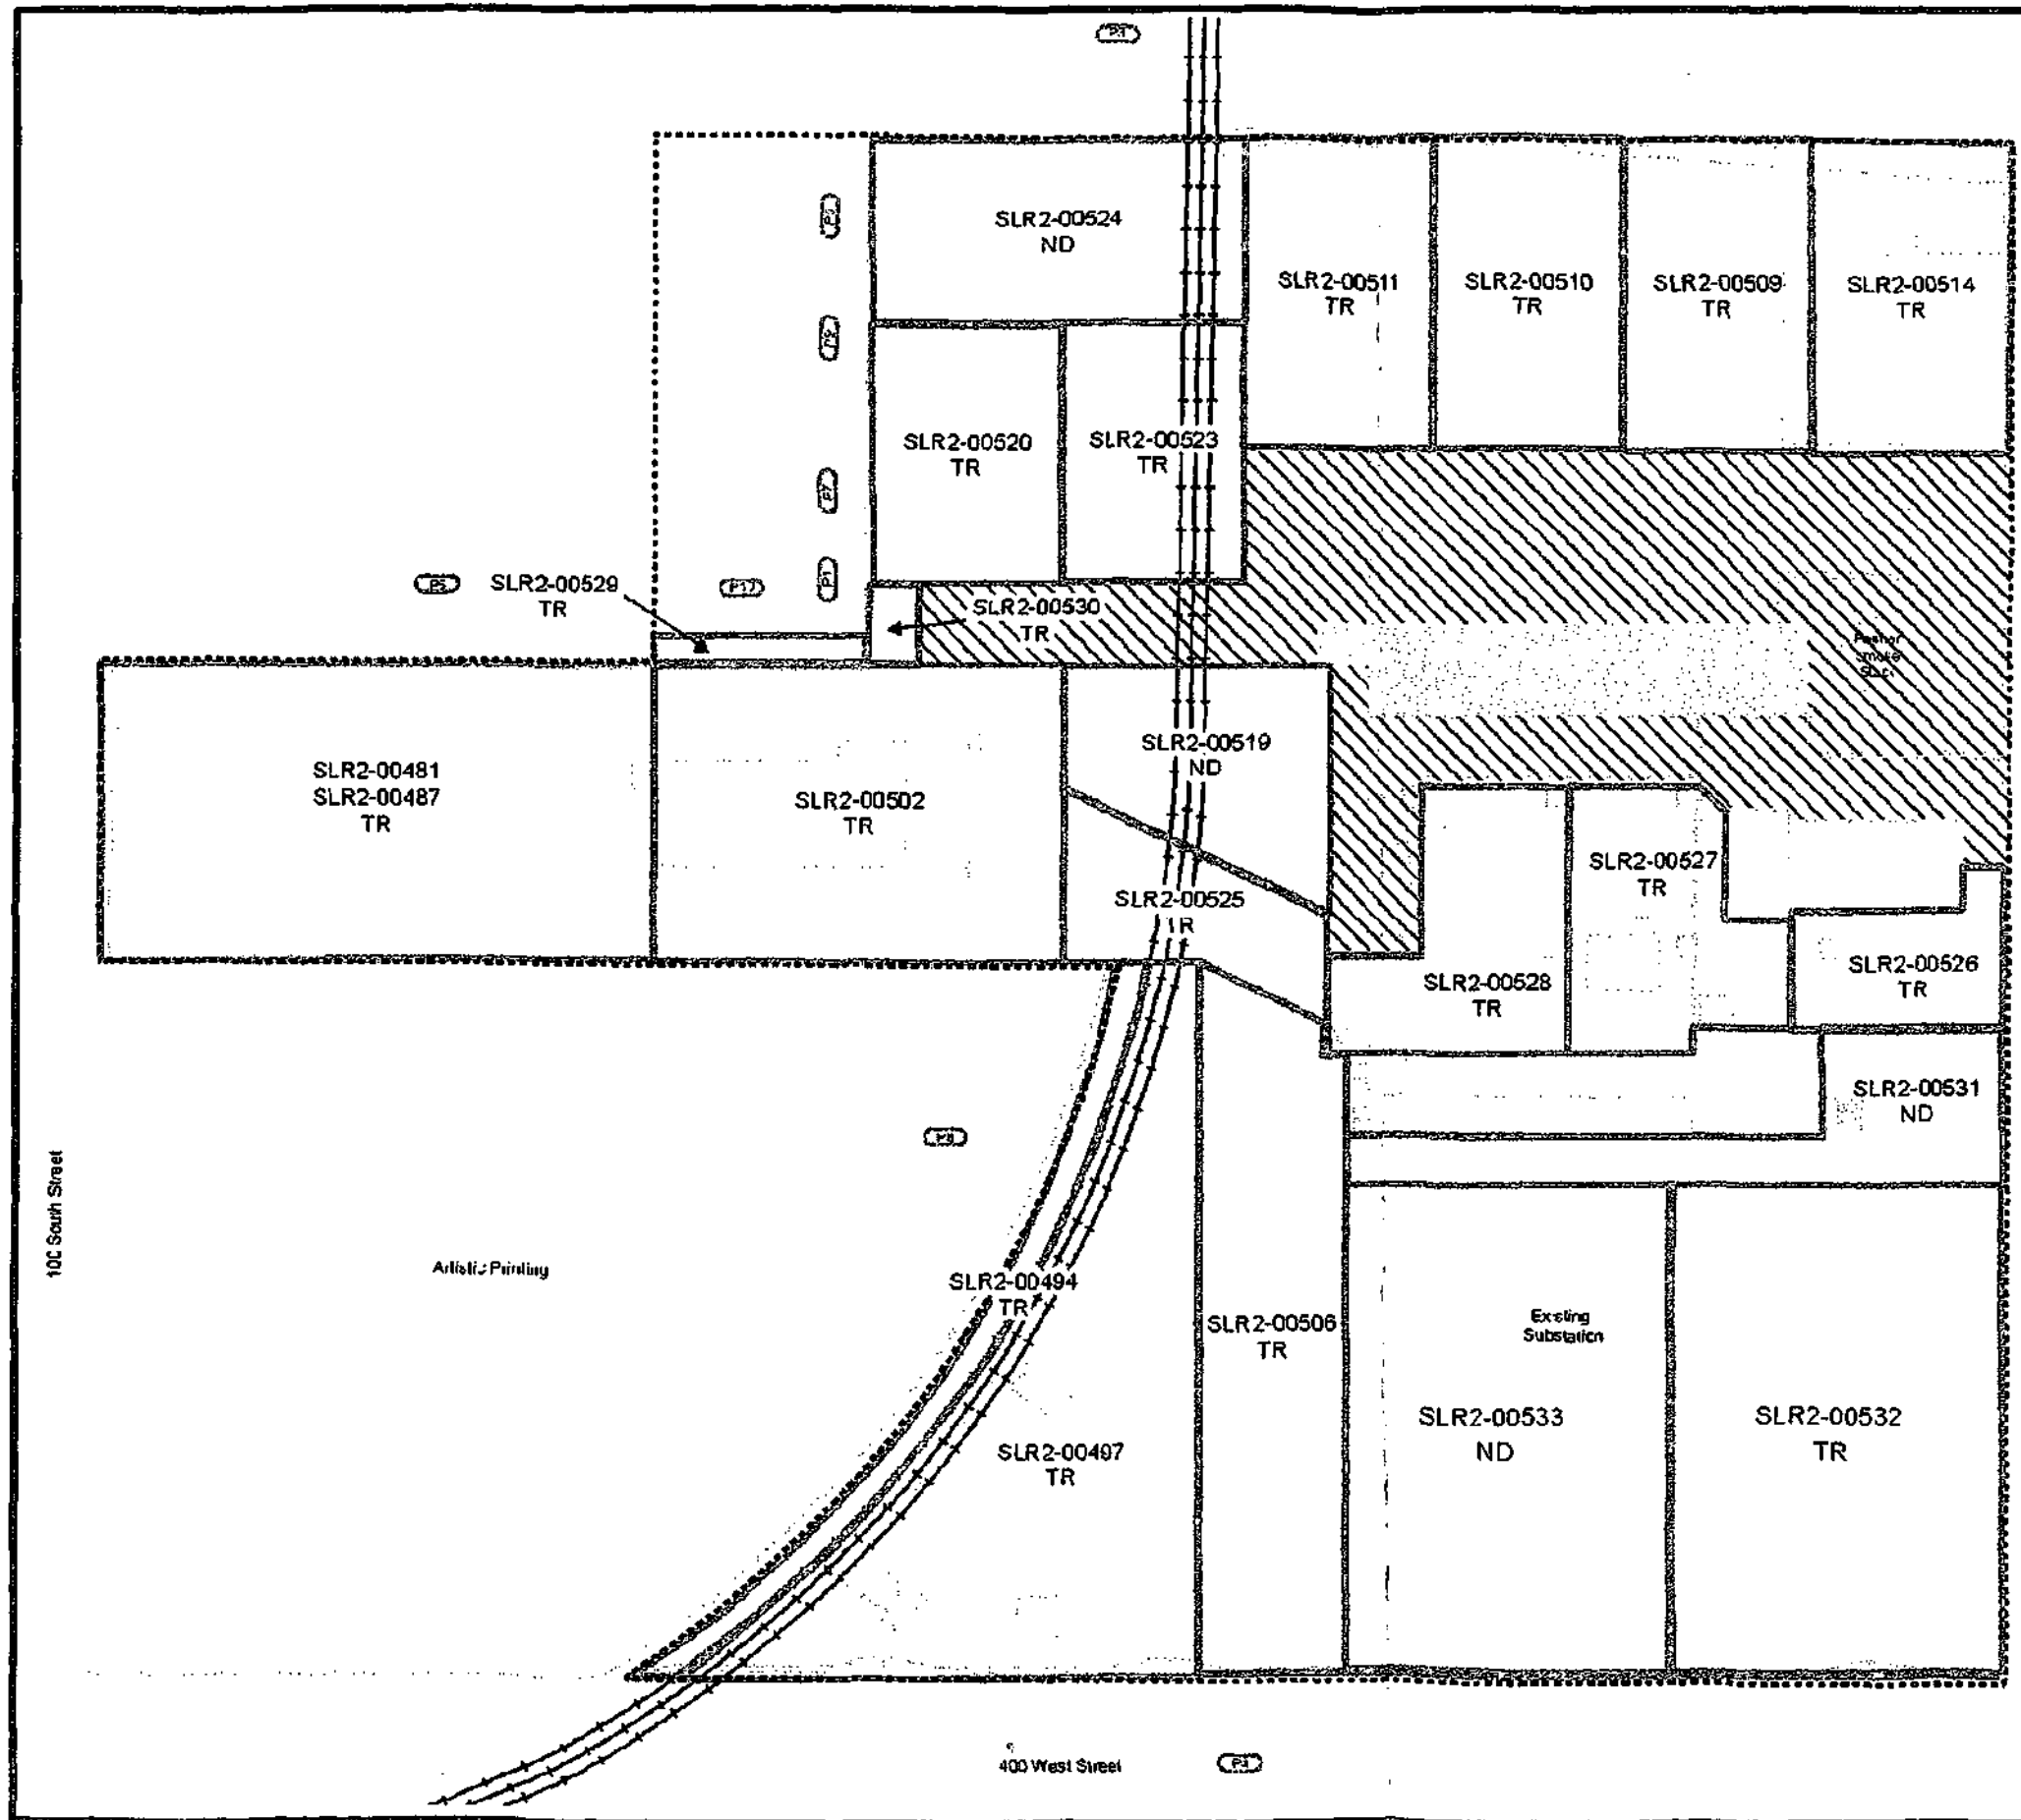 SLR2-00524
ND
SLR2-00511
TR
SLR2-00510
TR
SLR2-00509
TR
SLR2-00514
TR
SLR2-00520
TR
SLR2-00523
TR
P7
P1
P5
SLR2-00529
TR
P17
SLR2-00530
TR
SLR2-00481
SLR2-00487
TR
SLR2-00502
TR
SLR2-00519
ND
SLR2-00525
TR
SLR2-00527
TR
SLR2-00528
TR
SLR2-00526
TR
SLR2-00531
ND
100 South Street
Artistic Printing
SLR2-00494
TR
SLR2-00506
TR
Existing
Substation
SLR2-00497
TR
SLR2-00533
ND
SLR2-00532
TR
400 West Street